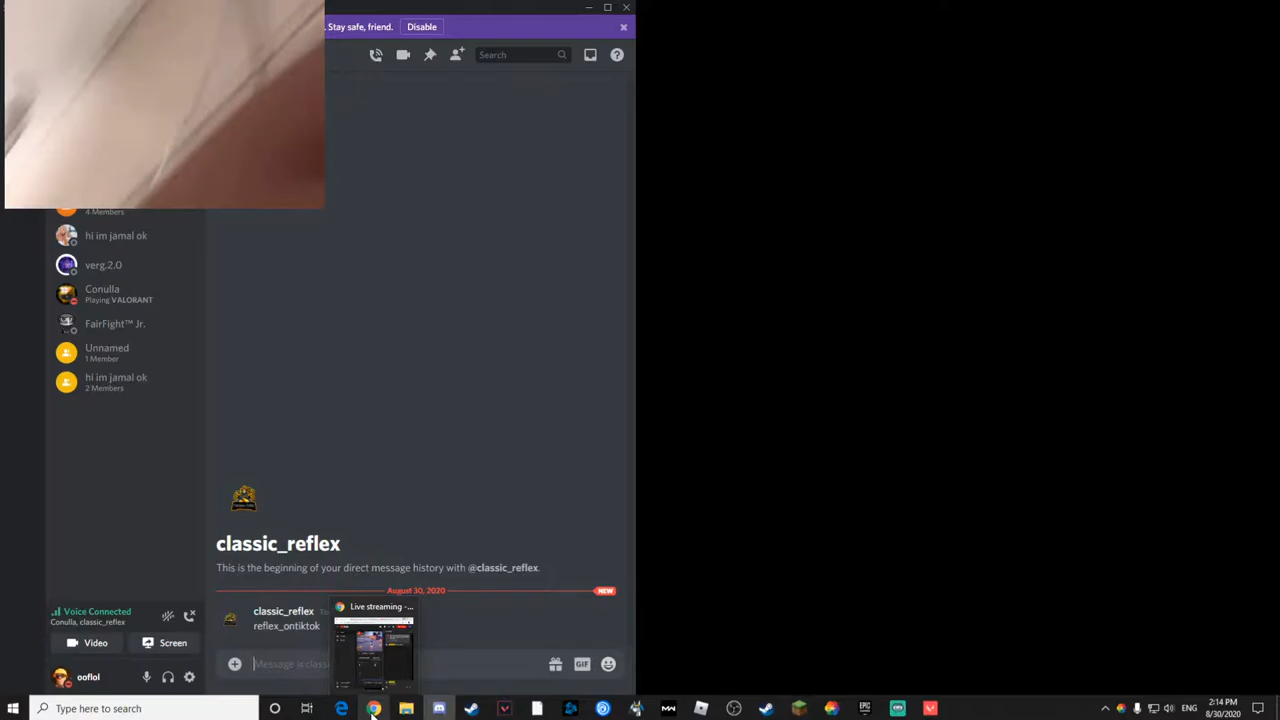 . Stay safe, friend. Disable
Search
4 Members
hi im jamal ok
verg.2.0
Conulla
Playing VALORANT
FairFight™ Jr.
Unnamed
1 Member
hi im jamal ok
2 Members
classic_reflex
This is the beginning of your direct message history with @classic_reflex.
August 30, 2020
NEW
classic_reflex
reflex_ontiktok
Live streaming -...
Voice Connected
Conulla, classic_reflex
Video
Screen
ooflol
Message
GIF
Type here to search
ENG
2:14 PM
8/30/2020